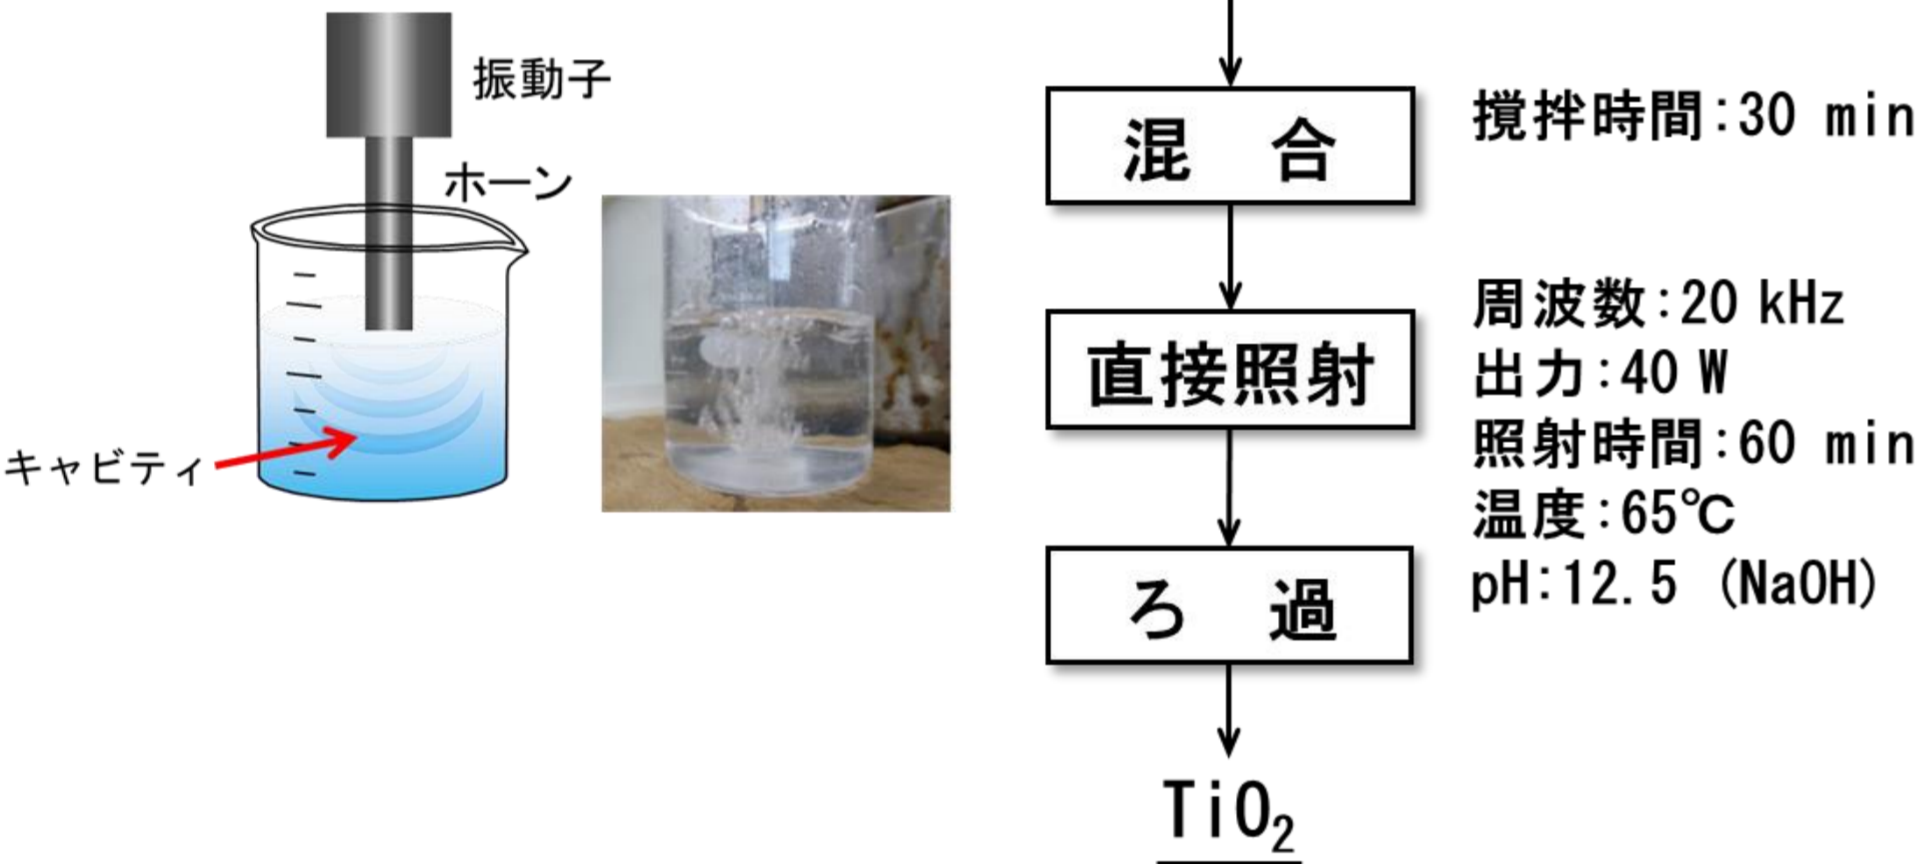 振動子
ホーン
キャビティ
混 合
撹拌時間:30 min
直接照射
周波数:20 kHz
出力:40 W
照射時間:60 min
温度:65℃
pH:12.5 (NaOH)
ろ 過
TiO₂